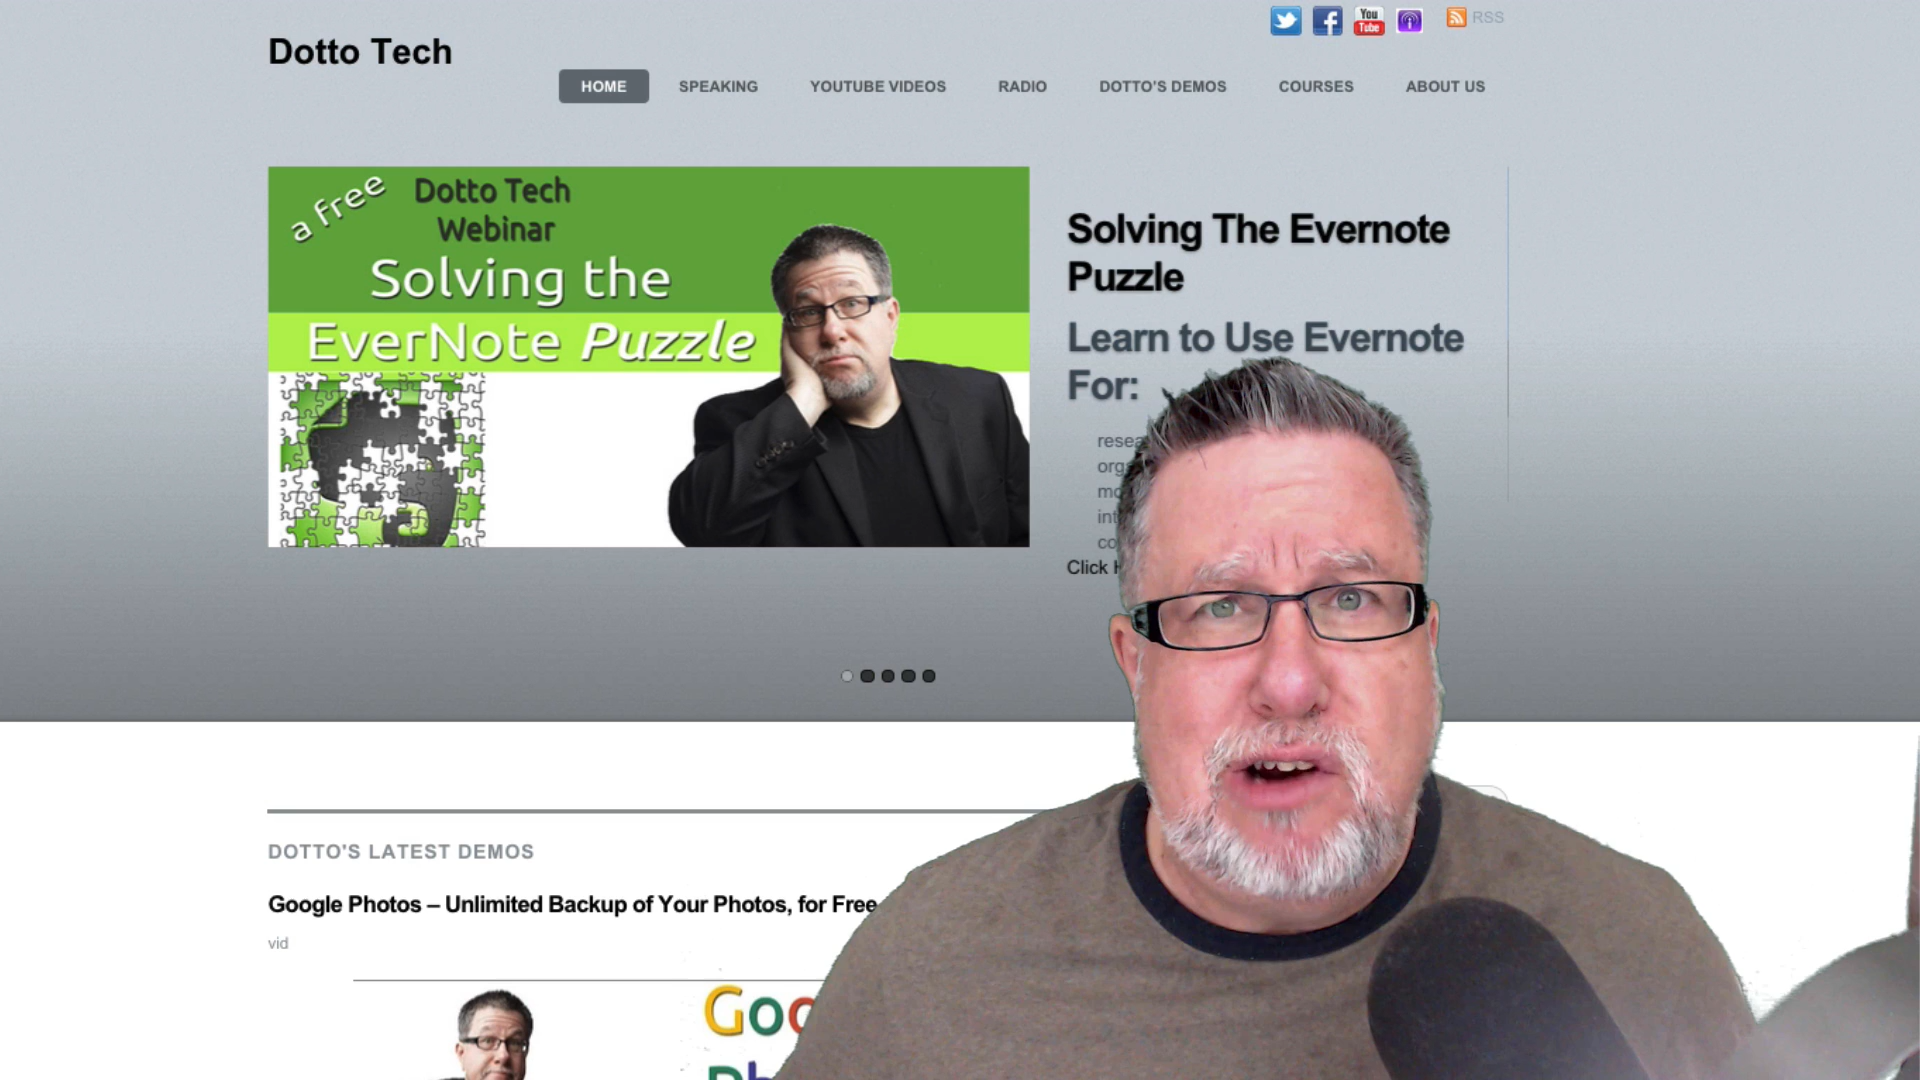 Dotto Tech
You
Tube
RSS
HOME
SPEAKING
YOUTUBE VIDEOS
RADIO
DOTTO'S DEMOS
COURSES
ABOUT US
a free
Dotto Tech
Webinar
Solving the
EverNote Puzzle
Solving The Evernote
Puzzle
Learn to Use Evernote
For:
Click
DOTTO'S LATEST DEMOS
Google Photos – Unlimited Backup of Your Photos, for Free
vid